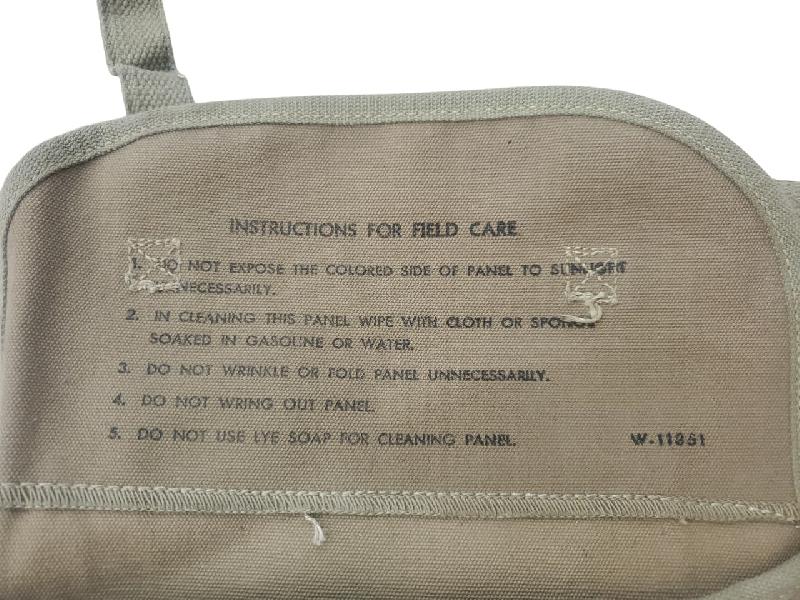 INSTRUCTIONS FOR FIELD CARE
1. DO NOT EXPOSE THE COLORED SIDE OF PANEL TO SUNLIGHT
UNNECESSARILY.
2. IN CLEANING THIS PANEL WIPE WITH CLOTH OR SPONGE
SOAKED IN GASOLINE OR WATER.
3. DO NOT WRINKLE OR FOLD PANEL UNNECESSARILY.
4. DO NOT WRING OUT PANEL.
5. DO NOT USE LYE SOAP FOR CLEANING PANEL. W-11851